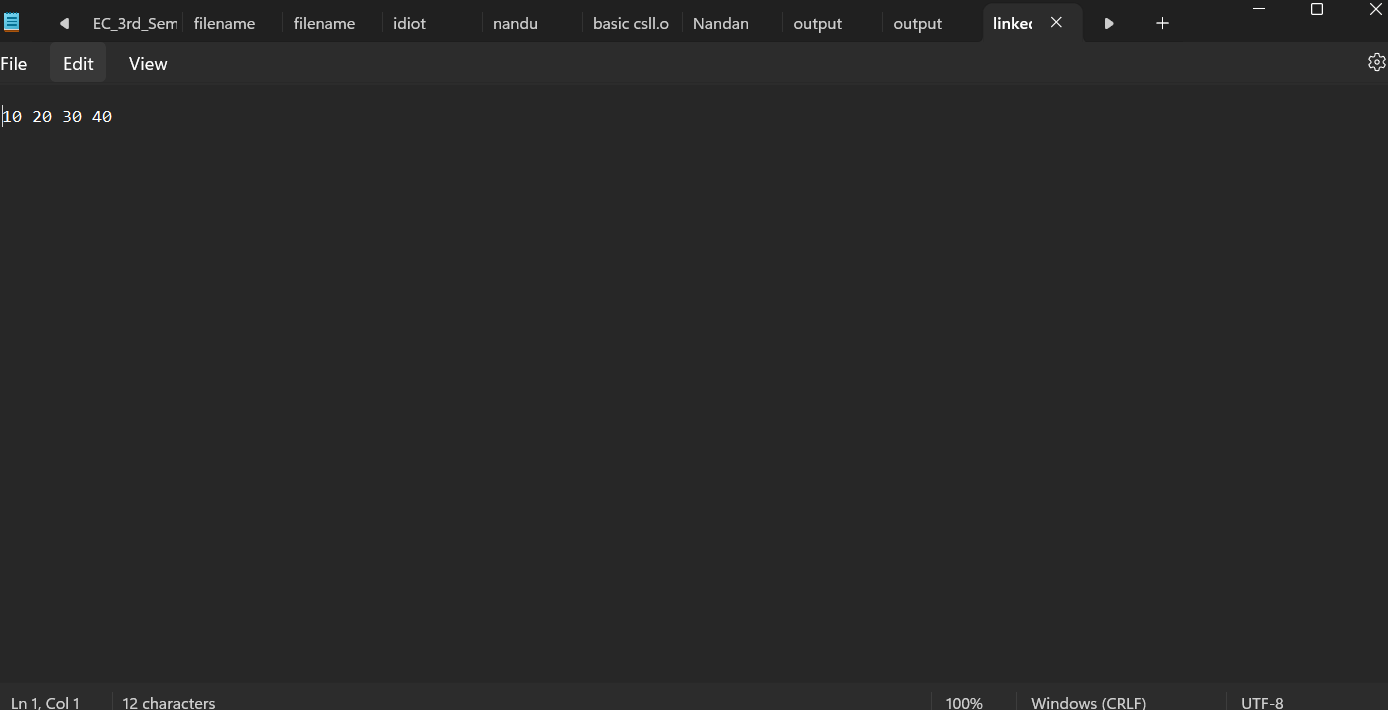 EC_3rd_Sem filename filename idiot nandu basic csll.o Nandan output output linked
File Edit View
10 20 30 40
Ln 1, Col 1 12 characters 100% Windows (CRLF) UTF-8